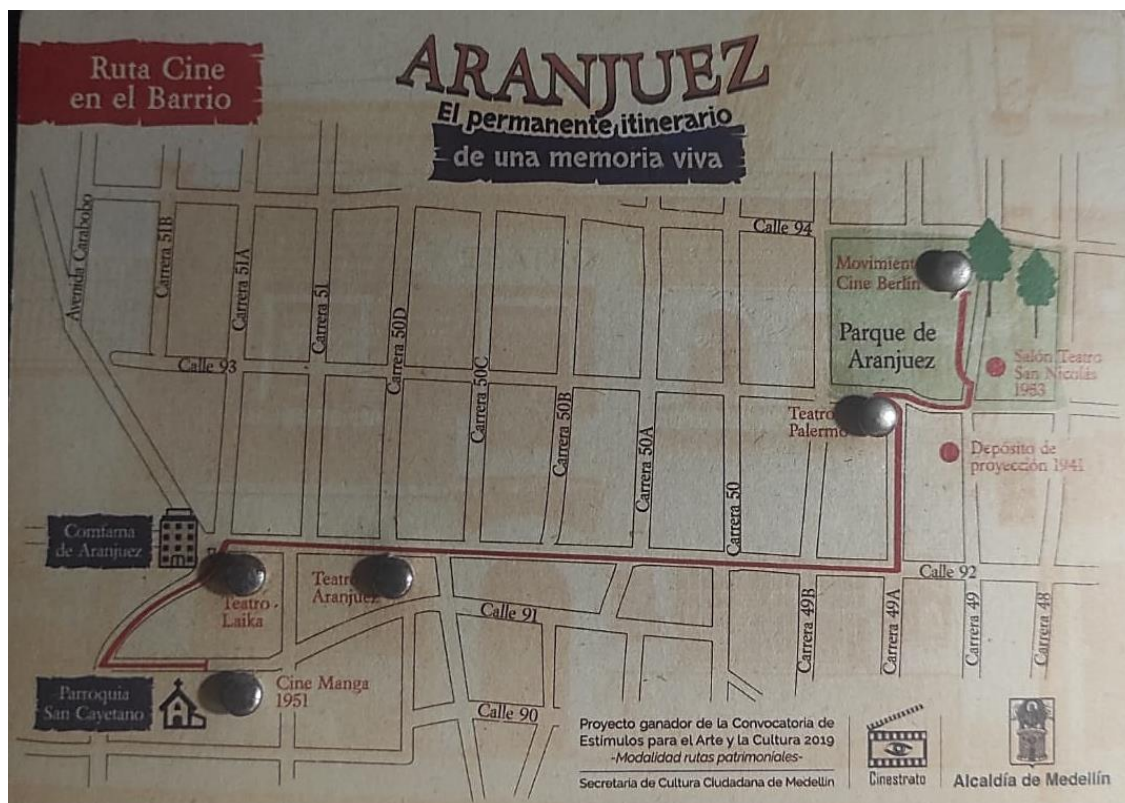 Ruta Cine
en el Barrio
ARANJUEZ
El permanente itinerario
de una memoria viva
Avenida Carabobo
Carrera 51B
Carrera 51A
Carrera 51
Carrera 50D
Carrera 50C
Carrera 50B
Carrera 50A
Carrera 50
Calle 94
Calle 93
Movimient
Cine Berlín
Parque de
Aranjuez
Salón Teatro
San Nicolás
1953
Teatro
Palermo
Depósito de
proyección 1941
Comfama
de Aranjuez
Teatro
Laika
Teatro
Aranjuez
Calle 92
Calle 91
Carrera 49B
Carrera 49A
Carrera 49
Carrera 48
Parroquia
San Cayetano
Cine Manga
1951
Calle 90
Proyecto ganador de la Convocatoria de
Estímulos para el Arte y la Cultura 2019
-Modalidad rutas patrimoniales-
Secretaría de Cultura Ciudadana de Medellín
Cinestrato
Alcaldía de Medellín